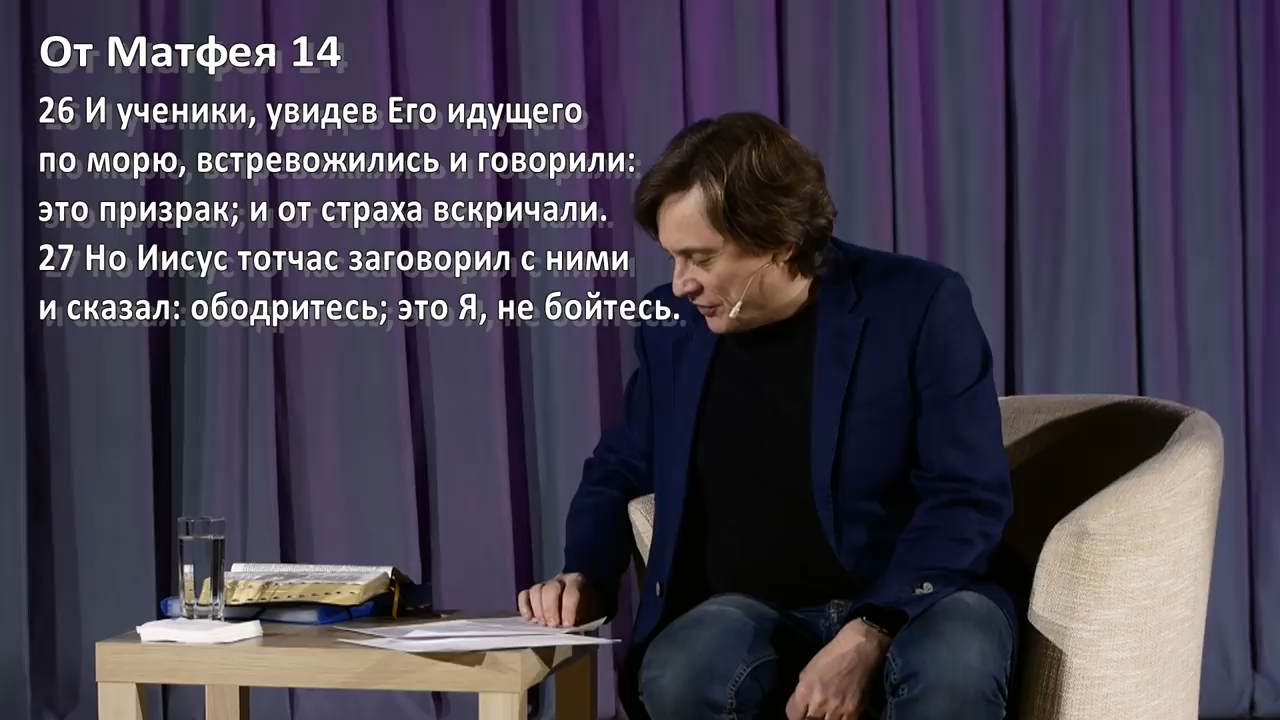 От Матфея 14
26 И ученики, увидев Его идущего
по морю, встревожились и говорили:
это призрак; и от страха вскричали.
27 Но Иисус тотчас заговорил с ними
и сказал: ободритесь; это Я, не бойтесь.